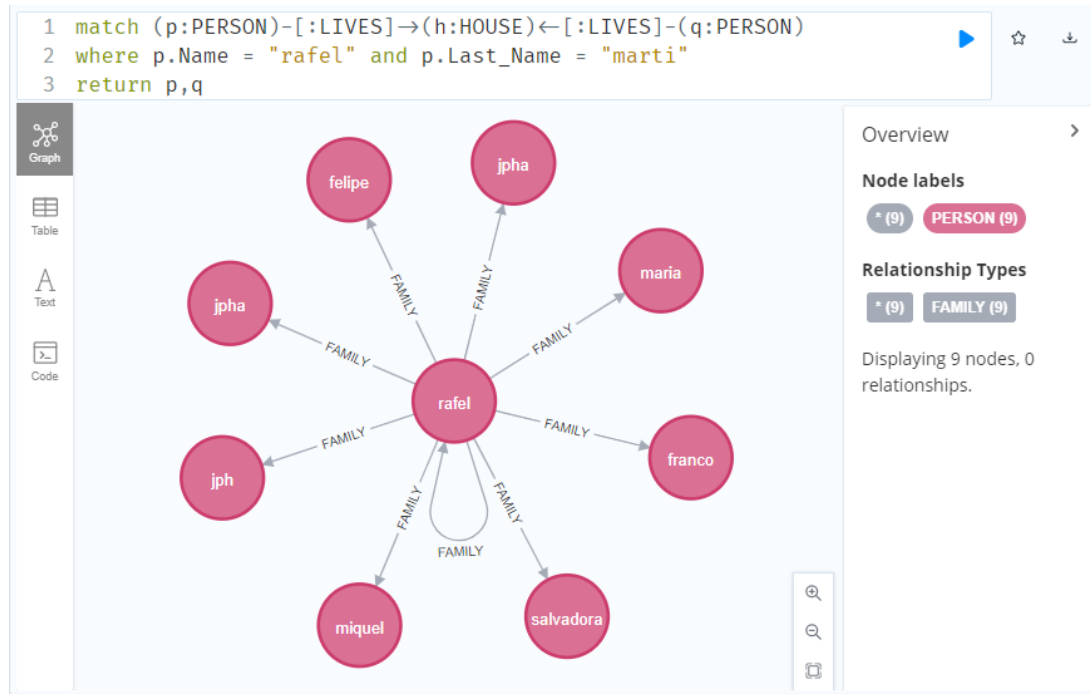 1 match (p:PERSON)-[:LIVES]→(h:HOUSE)←[:LIVES]-(q:PERSON)
2 where p.Name = "rafel" and p.Last_Name = "marti"
3 return p,q
Graph
Table
A
Text
Code
felipe
jpha
jpha
maria
rafel
jph
franco
miquel
salvadora
FAMILY
FAMILY
FAMILY
FAMILY
FAMILY
FAMILY
FAMILY
FAMILY
FAMILY
Overview
Node labels
* (9) PERSON (9)
Relationship Types
* (9) FAMILY (9)
Displaying 9 nodes, 0
relationships.